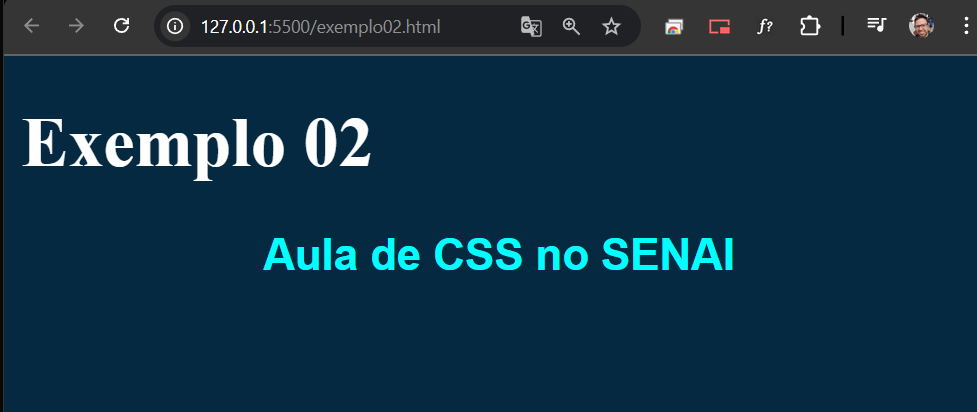 127.0.0.1:5500/exemplo02.html
f?
Exemplo 02
Aula de CSS no SENAI